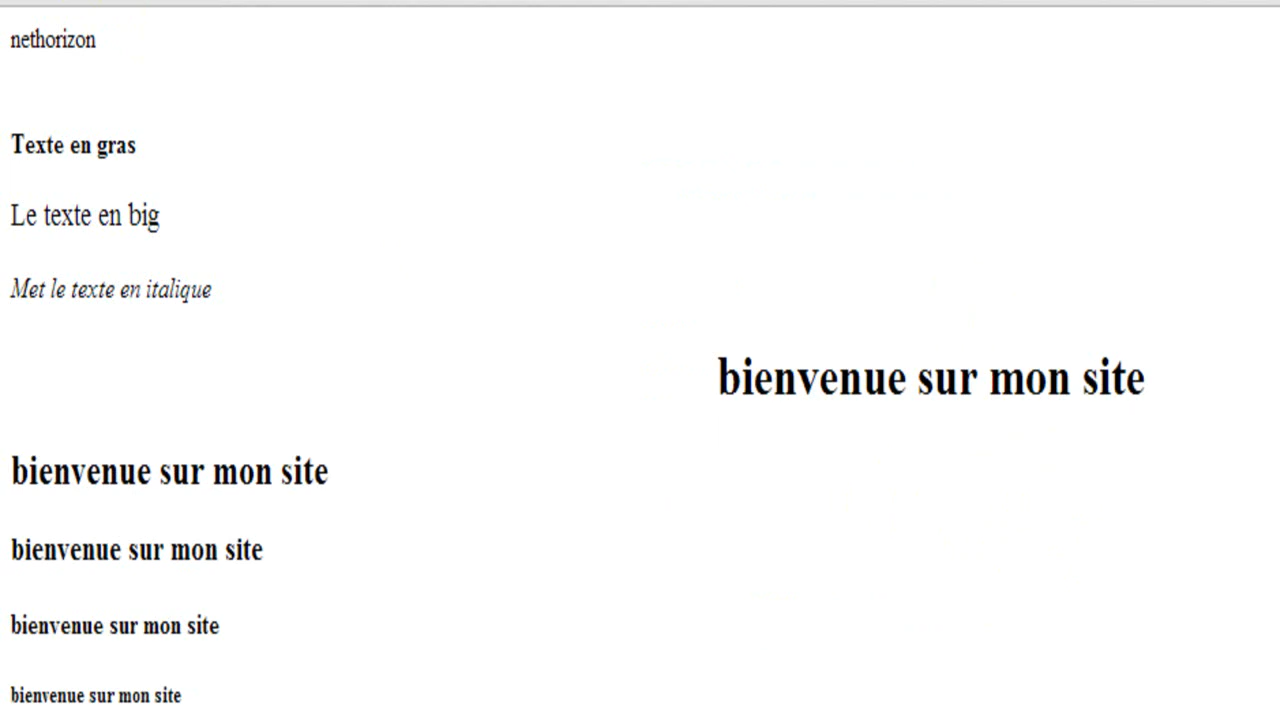 nethorizon
Texte en gras
Le texte en big
Met le texte en italique
bienvenue sur mon site
bienvenue sur mon site
bienvenue sur mon site
bienvenue sur mon site
bienvenue sur mon site